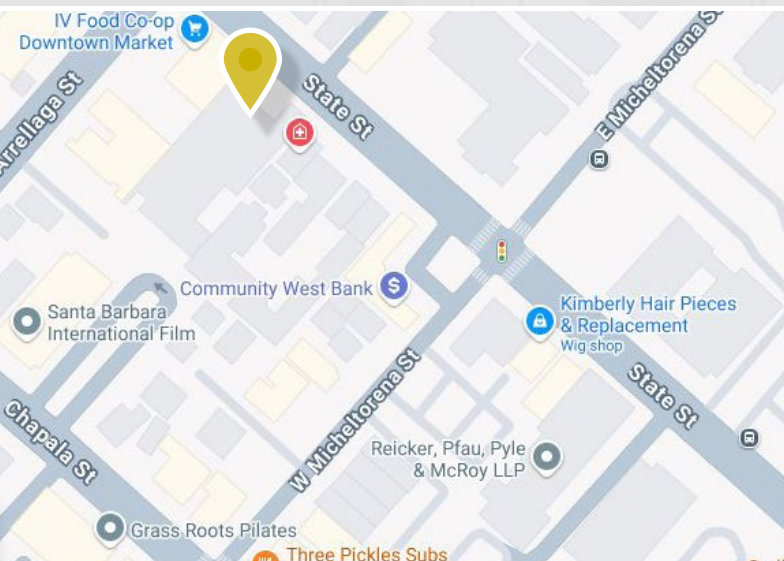 IV Food Co-op
Downtown Market
Arrellaga St
State St
E Micheltorena St
Community West Bank
$
Santa Barbara
International Film
Kimberly Hair Pieces
& Replacement
Wig shop
State St
Chapala St
W Micheltorena St
Reicker, Pfau, Pyle
& McRoy LLP
Grass Roots Pilates
Three Pickles Subs